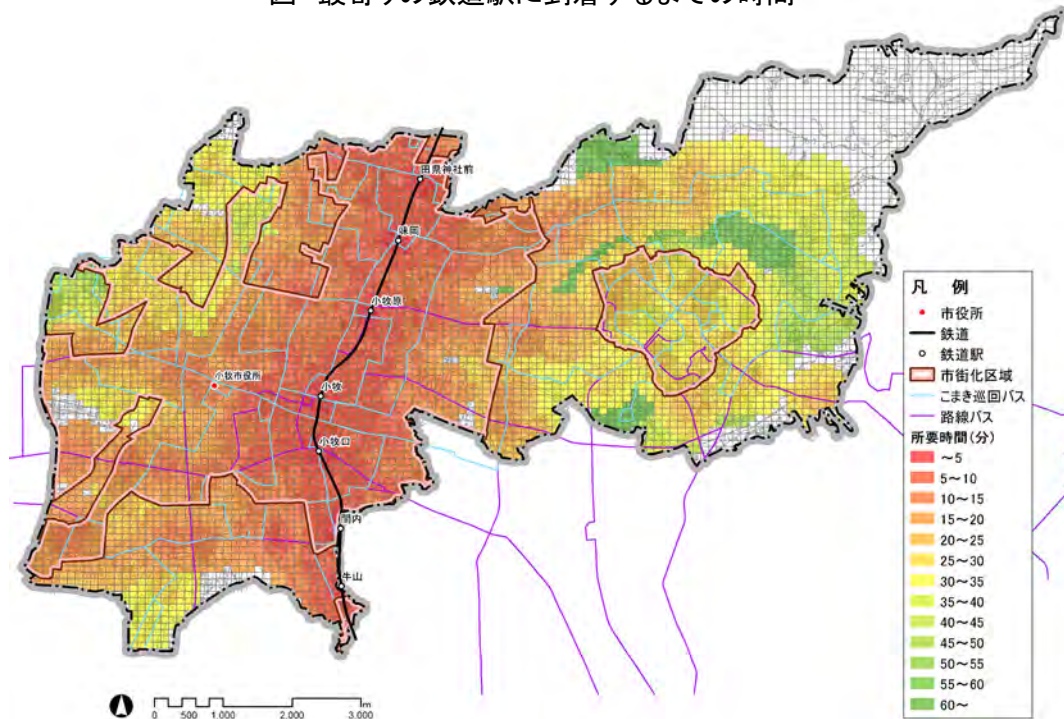 図 最寄りの鉄道駅に到着するまでの時間
田県神社前
味岡
小牧原
小牧市役所
小牧
小牧口
間内
牛山
凡 例
市役所
鉄道
鉄道駅
市街化区域
こまき巡回バス
路線バス
所要時間(分)
~5
5~10
10~15
15~20
20~25
25~30
30~35
35~40
40~45
45~50
50~55
55~60
60~
0 500 1,000 2,000 3,000 m